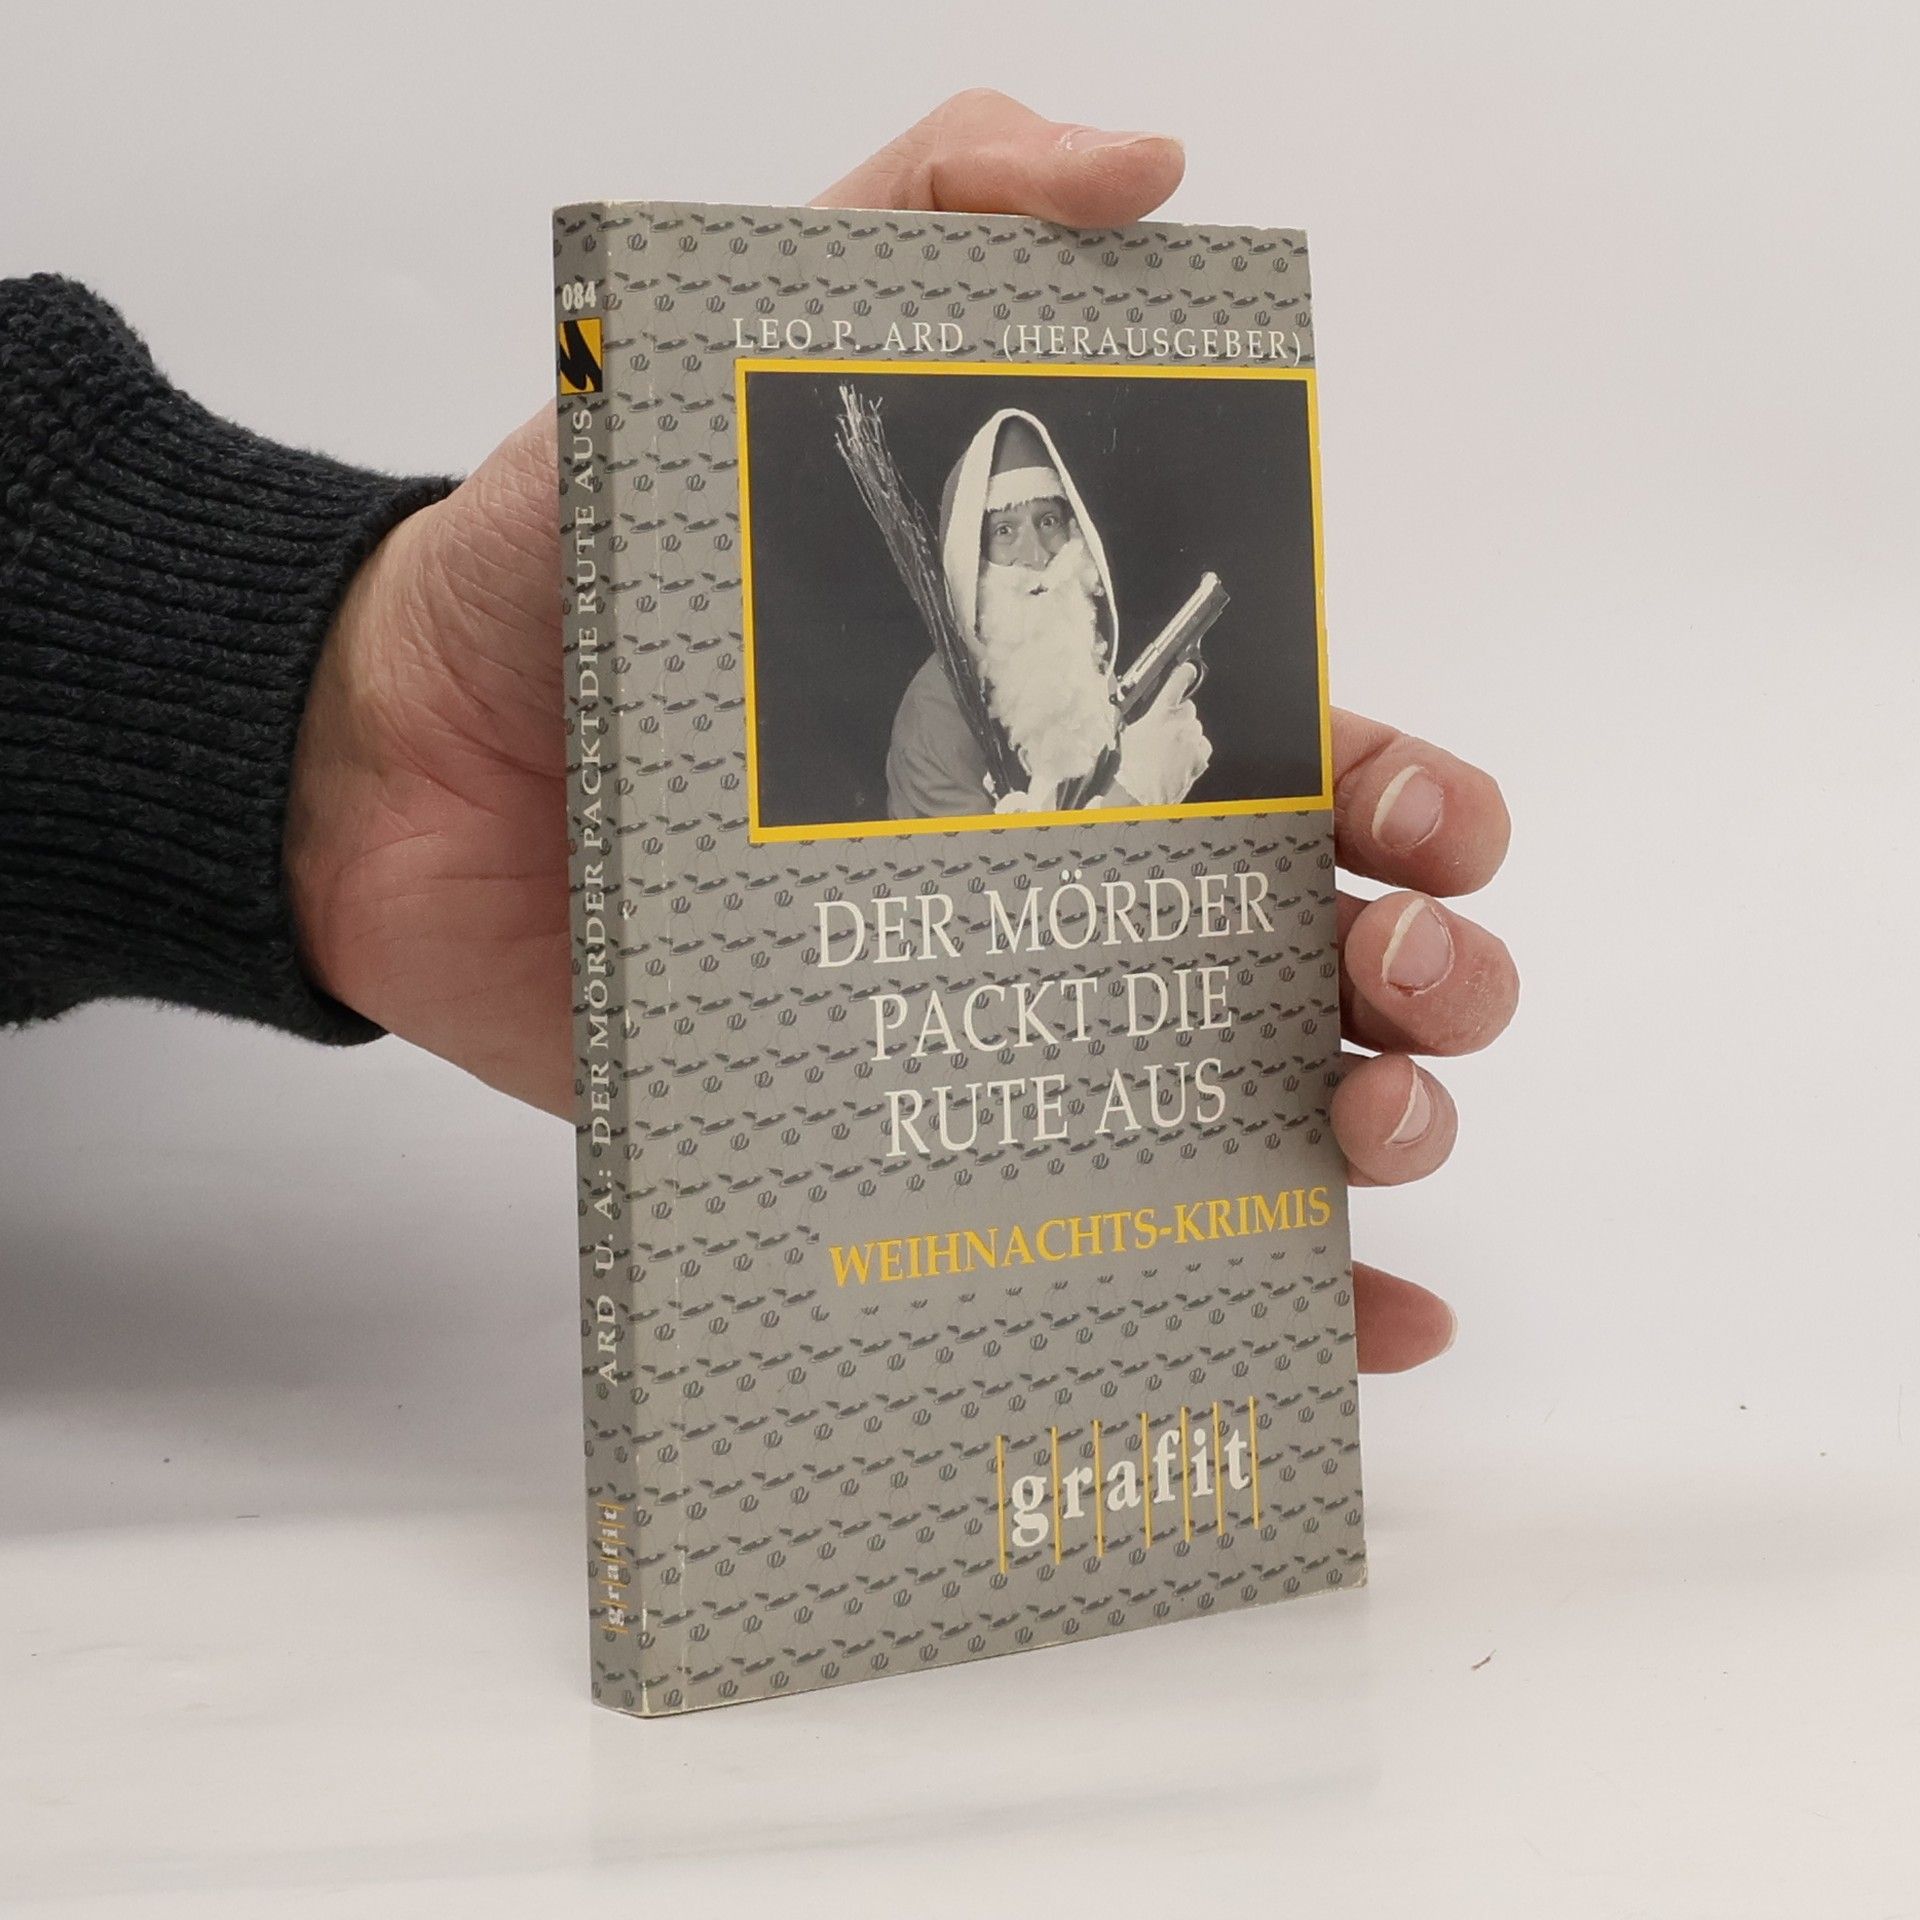 084
ARD U. A.: DER MÖRDER PACKT DIE RUTE AUS
grafit
LEO P. ARD (HERAUSGEBER)
DER MÖRDER
PACKT DIE
RUTE AUS
WEIHNACHTS-KRIMIS
grafit